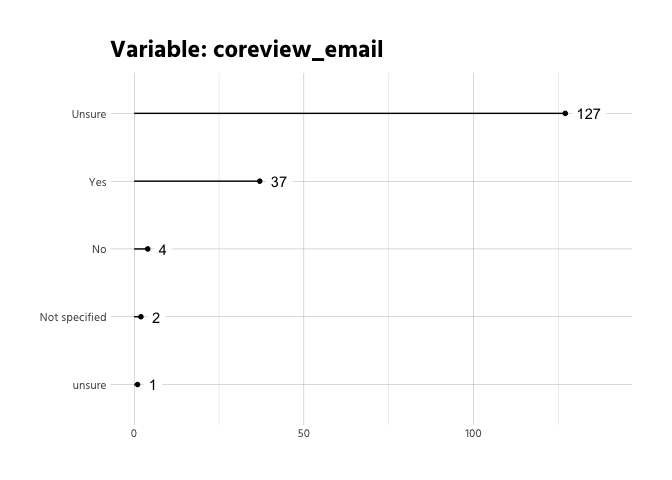 Variable: coreview_email
Unsure 127
Yes 37
No 4
Not specified 2
unsure 1
0 50 100